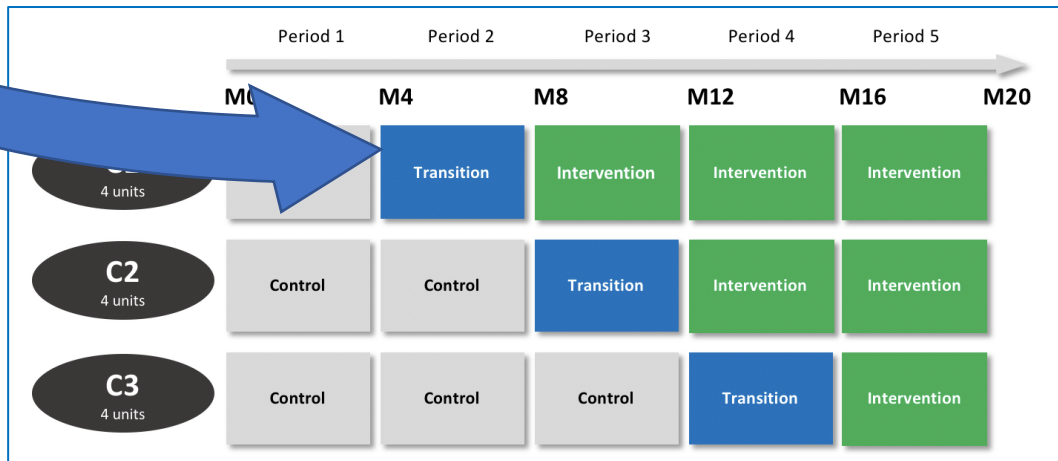 Period 1 Period 2 Period 3 Period 4 Period 5
M0 M4 M8 M12 M16 M20
4 units
Transition Intervention Intervention Intervention
C2
4 units
Control Control Transition Intervention Intervention
C3
4 units
Control Control Control Transition Intervention